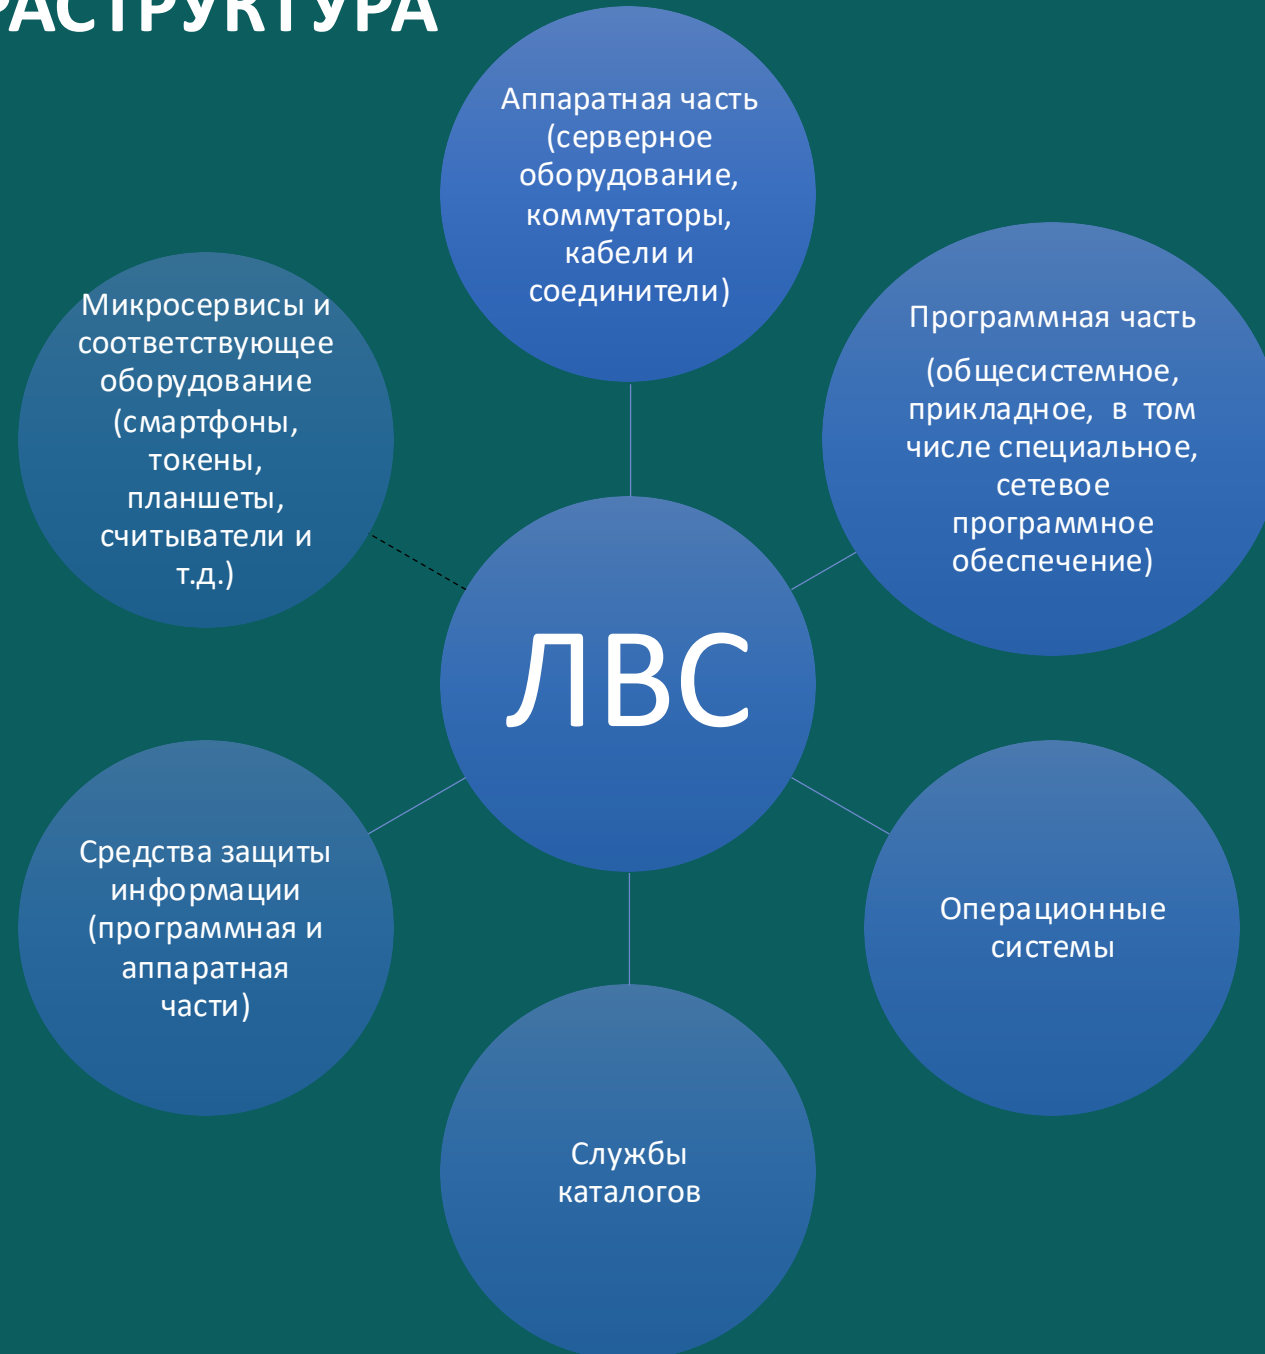 РАСТРУКТУРА
Аппаратная часть
(серверное
оборудование,
коммутаторы,
кабели и
соединители)
Программная часть
(общесистемное,
прикладное, в том
числе специальное,
сетевое
программное
обеспечение)
Операционные
системы
Службы
каталогов
Средства защиты
информации
(программная и
аппаратная
части)
Микросервисы и
соответствующее
оборудование
(смартфоны,
токены,
планшеты,
считыватели и
т.д.)
ЛВС